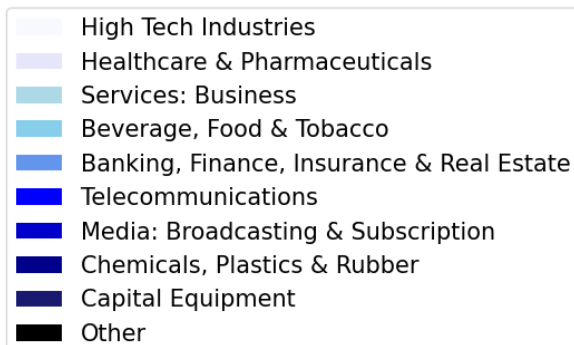 High Tech Industries
Healthcare & Pharmaceuticals
Services: Business
Beverage, Food & Tobacco
Banking, Finance, Insurance & Real Estate
Telecommunications
Media: Broadcasting & Subscription
Chemicals, Plastics & Rubber
Capital Equipment
Other